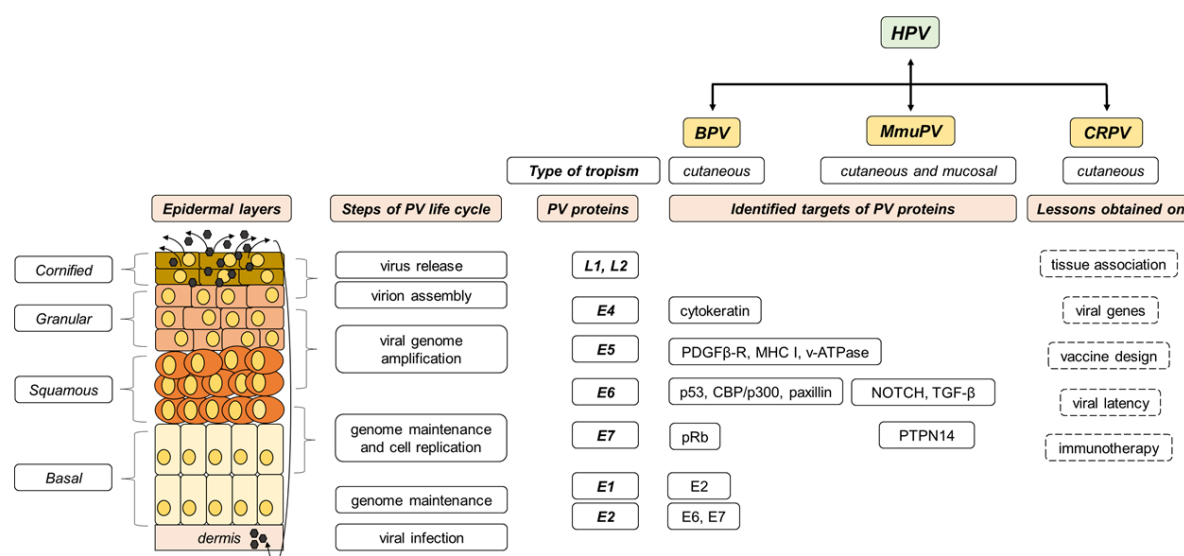 HPV
BPV
MmuPV
CRPV
Type of tropism
cutaneous
cutaneous and mucosal
cutaneous
Epidermal layers
Steps of PV life cycle
PV proteins
Identified targets of PV proteins
Lessons obtained on
Cornified
virus release
L1, L2
tissue association
virion assembly
Granular
E4
cytokeratin
viral genes
viral genome
amplification
E5
PDGFβ-R, MHC I, v-ATPase
vaccine design
Squamous
E6
p53, CBP/p300, paxillin
NOTCH, TGF-β
viral latency
genome maintenance
and cell replication
E7
pRb
PTPN14
immunotherapy
Basal
E1
E2
genome maintenance
E2
E6, E7
dermis
viral infection